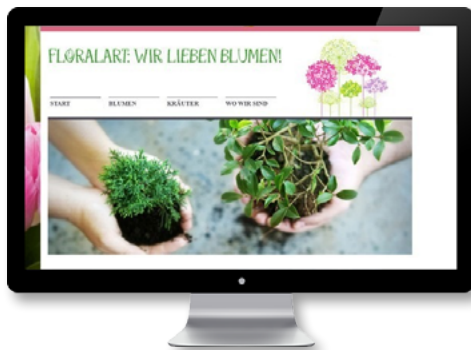 FLORALART: WIR LIEBEN BLUMEN!
START BLUMEN KRÄUTER WO WIR SIND